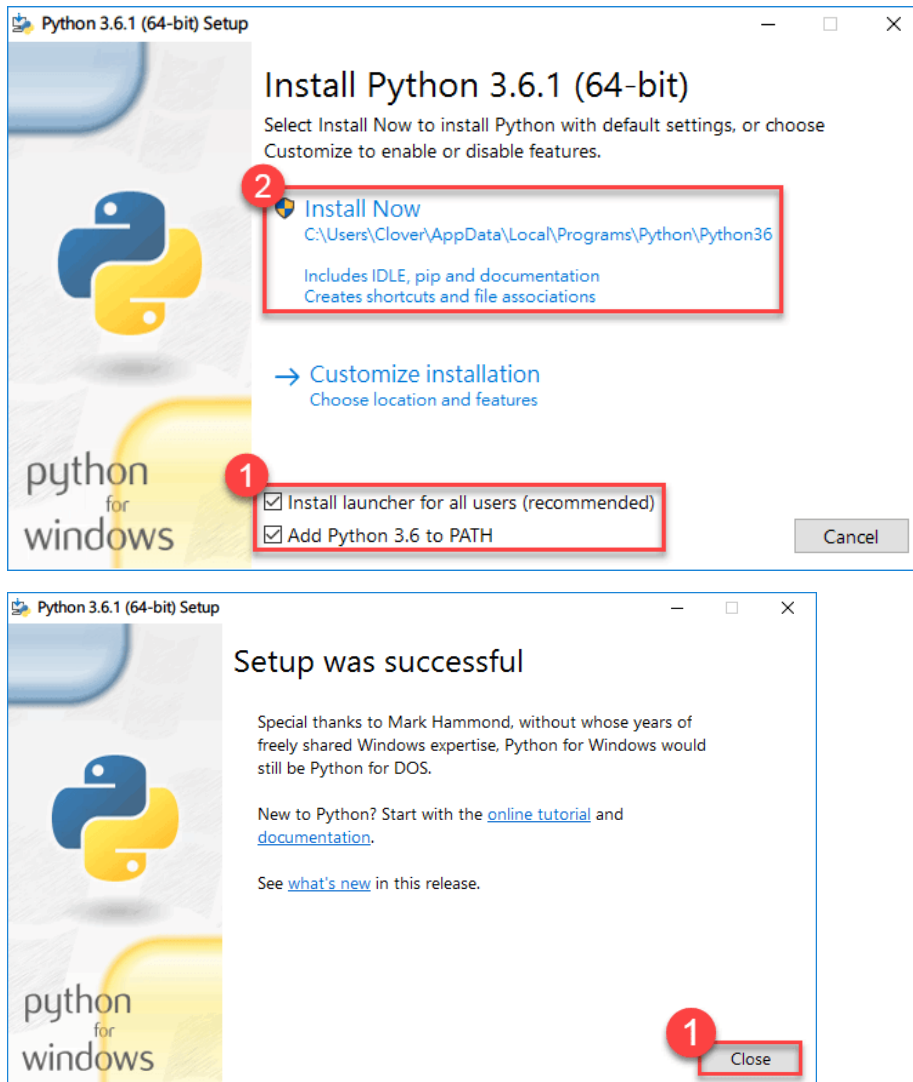 Python 3.6.1 (64-bit) Setup
Install Python 3.6.1 (64-bit)
Select Install Now to install Python with default settings, or choose
Customize to enable or disable features.
2
Install Now
C:\Users\Clover\AppData\Local\Programs\Python\Python36
Includes IDLE, pip and documentation
Creates shortcuts and file associations
Customize installation
Choose location and features
1
Install launcher for all users (recommended)
Add Python 3.6 to PATH
python
for
windows
Cancel
Python 3.6.1 (64-bit) Setup
Setup was successful
Special thanks to Mark Hammond, without whose years of
freely shared Windows expertise, Python for Windows would
still be Python for DOS.
New to Python? Start with the online tutorial and
documentation.
See what's new in this release.
python
for
windows
1
Close